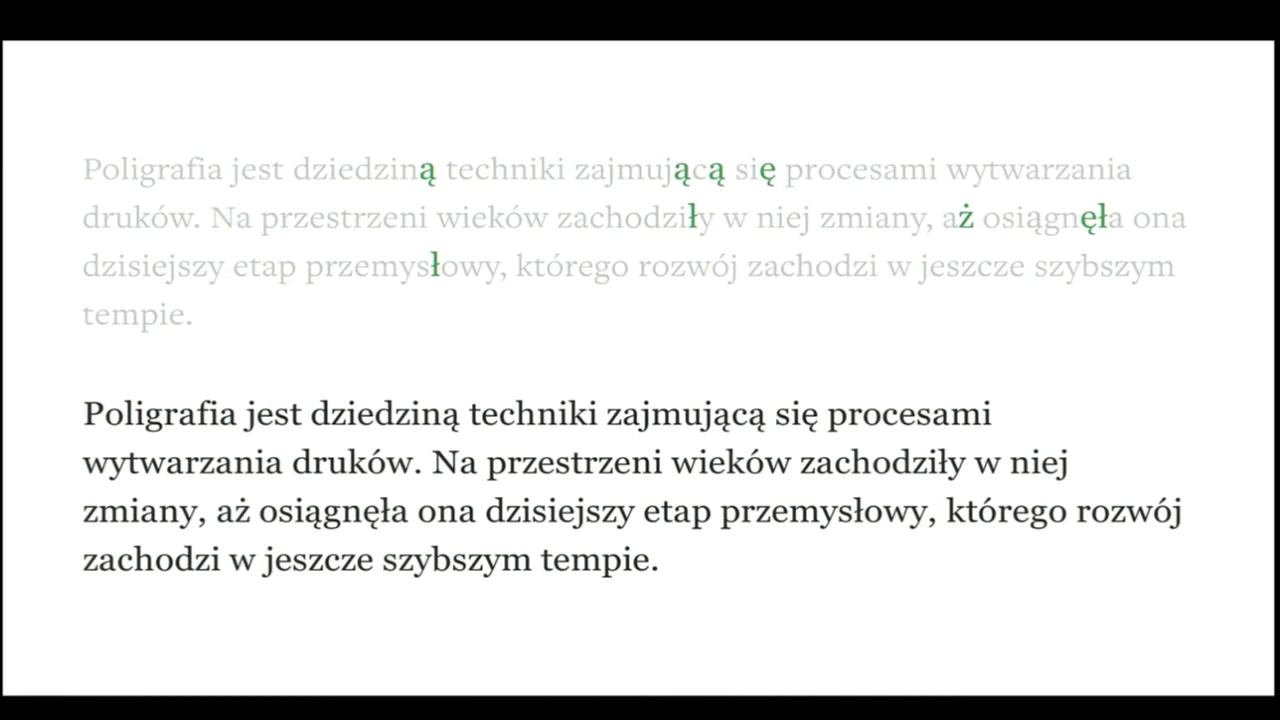 Poligrafia jest dziedziną techniki zajmującą się procesami wytwarzania
druków. Na przestrzeni wieków zachodziły w niej zmiany, aż osiągnęła ona
dzisiejszy etap przemysłowy, którego rozwój zachodzi w jeszcze szybszym
tempie.
Poligrafia jest dziedziną techniki zajmującą się procesami
wytwarzania druków. Na przestrzeni wieków zachodziły w niej
zmiany, aż osiągnęła ona dzisiejszy etap przemysłowy, którego rozwój
zachodzi w jeszcze szybszym tempie.